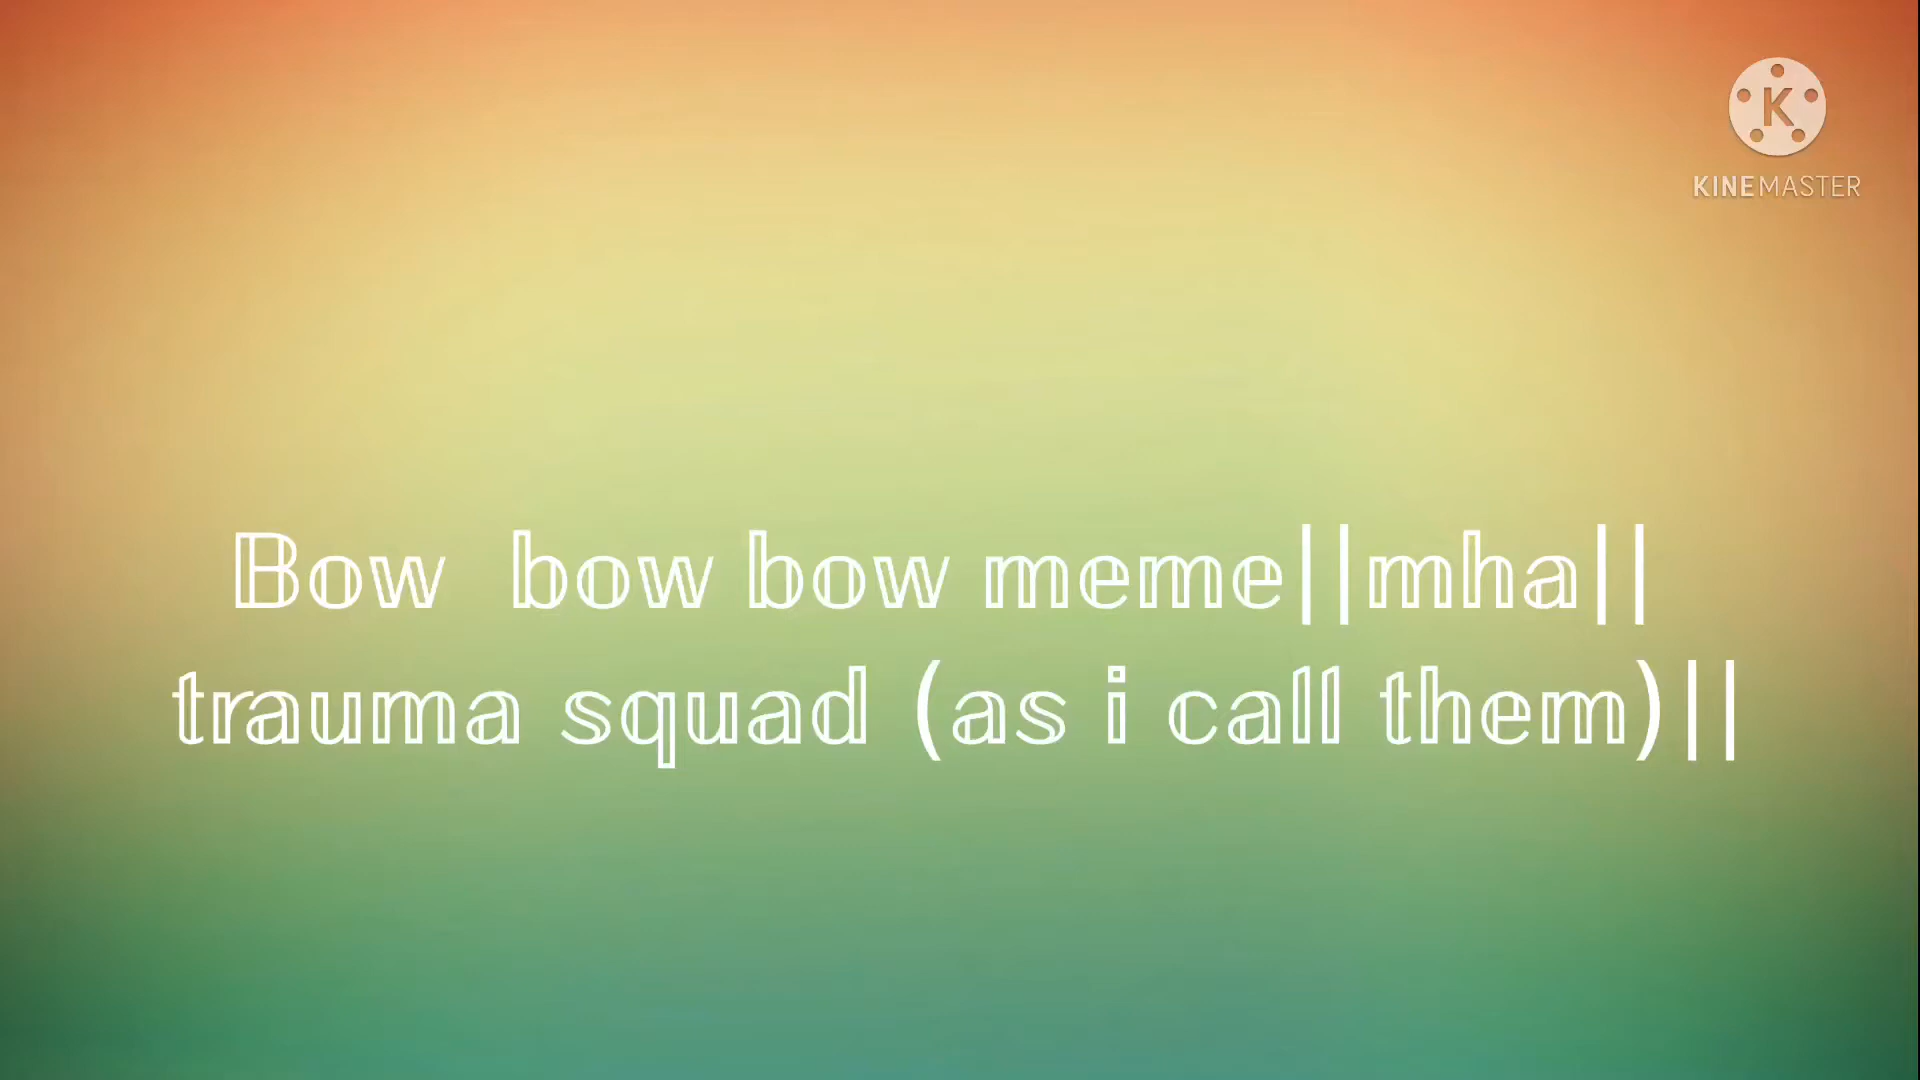 K
KINEMASTER
Bow  bow bow meme||mha||
trauma squad (as i call them)||